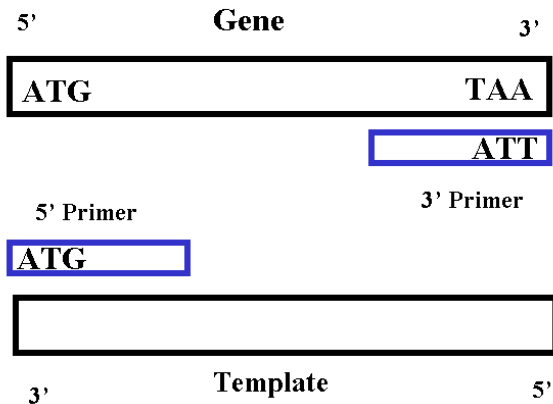 5' Gene 3'
ATG TAA
ATT
3' Primer
5' Primer
ATG
3' Template 5'